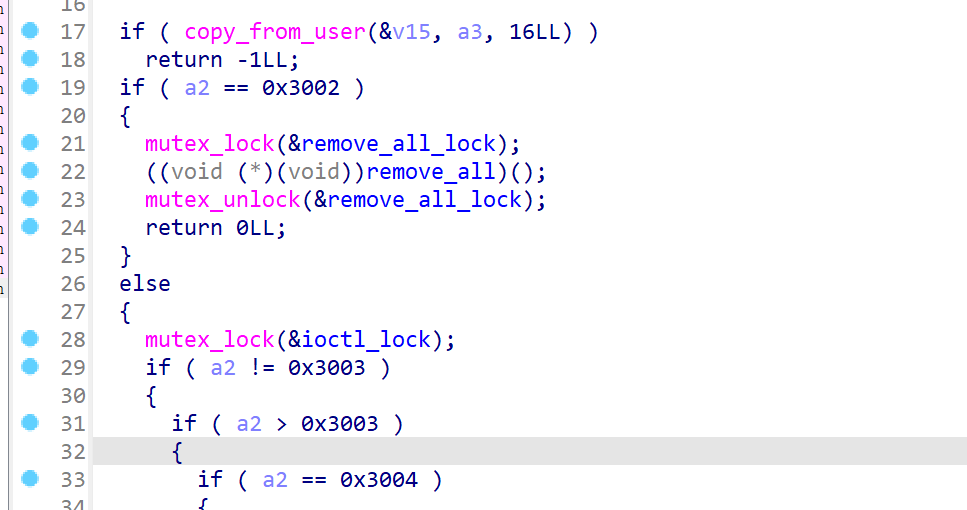 16
17 if ( copy_from_user(&v15, a3, 16LL) )
18 return -1LL;
19 if ( a2 == 0x3002 )
20 {
21 mutex_lock(&remove_all_lock);
22 ((void (*)(void))remove_all)();
23 mutex_unlock(&remove_all_lock);
24 return 0LL;
25 }
26 else
27 {
28 mutex_lock(&ioctl_lock);
29 if ( a2 != 0x3003 )
30 {
31 if ( a2 > 0x3003 )
32 {
33 if ( a2 == 0x3004 )
34 {